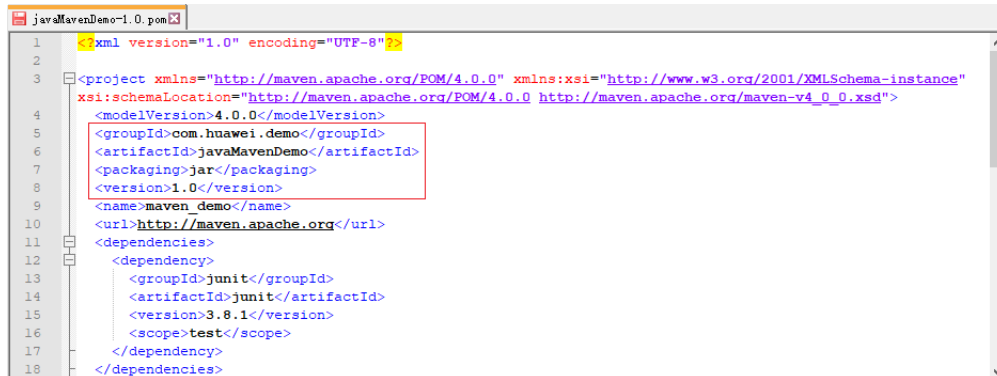 javaMavenDemo-1.0.pom
1 <?xml version="1.0" encoding="UTF-8"?>
2
3 <project xmlns="http://maven.apache.org/POM/4.0.0" xmlns:xsi="http://www.w3.org/2001/XMLSchema-instance"
xsi:schemaLocation="http://maven.apache.org/POM/4.0.0 http://maven.apache.org/maven-v4_0_0.xsd">
4 <modelVersion>4.0.0</modelVersion>
5 <groupId>com.huawei.demo</groupId>
6 <artifactId>javaMavenDemo</artifactId>
7 <packaging>jar</packaging>
8 <version>1.0</version>
9 <name>maven_demo</name>
10 <url>http://maven.apache.org</url>
11 <dependencies>
12 <dependency>
13 <groupId>junit</groupId>
14 <artifactId>junit</artifactId>
15 <version>3.8.1</version>
16 <scope>test</scope>
17 </dependency>
18 </dependencies>